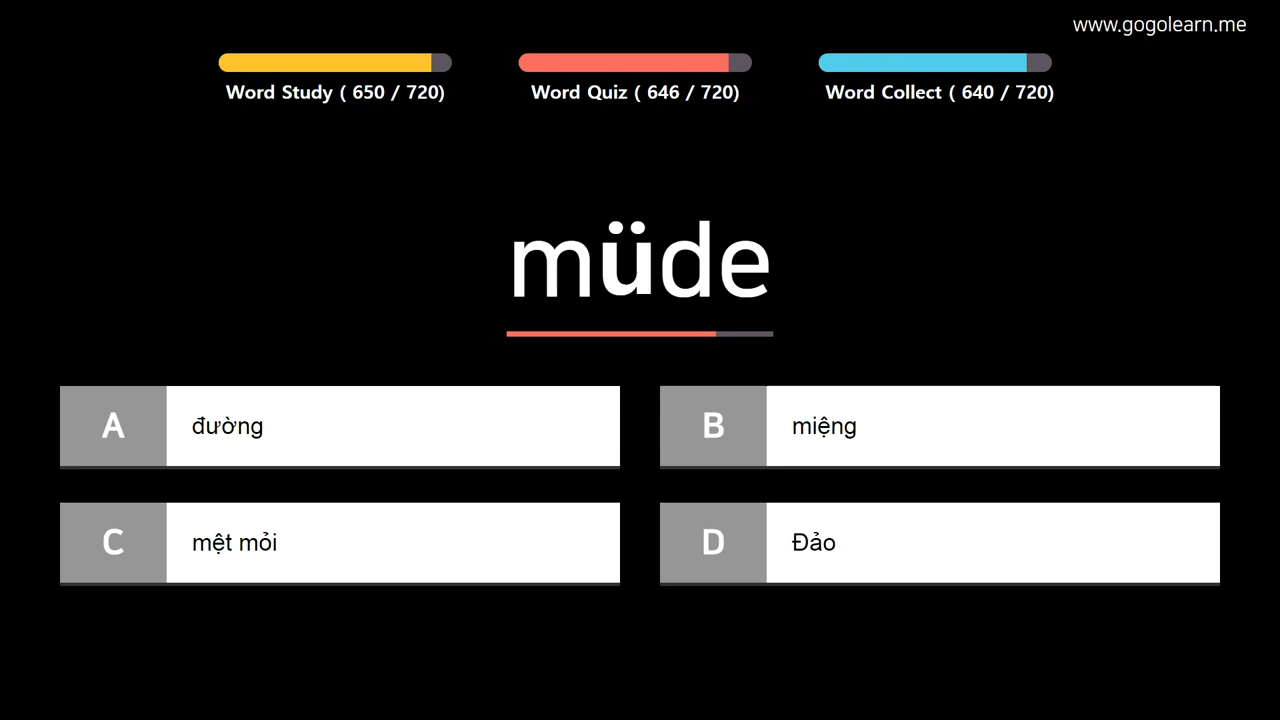 www.gogolearn.me
Word Study ( 650 / 720)
Word Quiz ( 646 / 720)
Word Collect ( 640 / 720)
müde
A đường
B miệng
C mệt mỏi
D Đảo